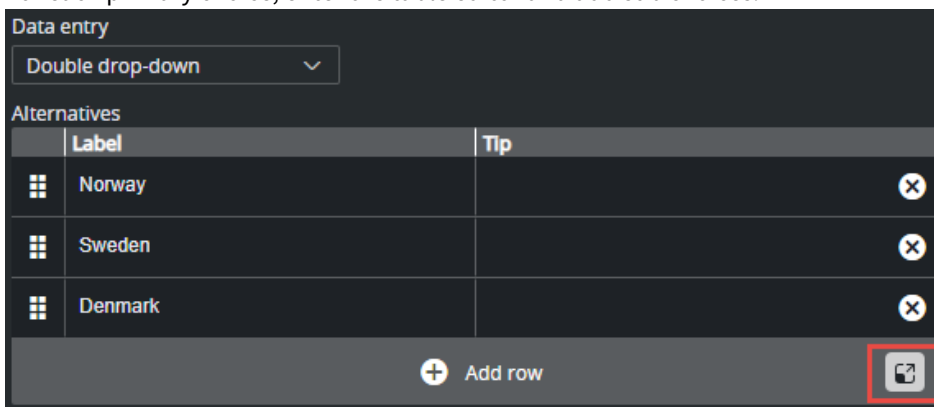 Data entry
Double drop-down
Alternatives
Label Tip
Norway
Sweden
Denmark
Add row